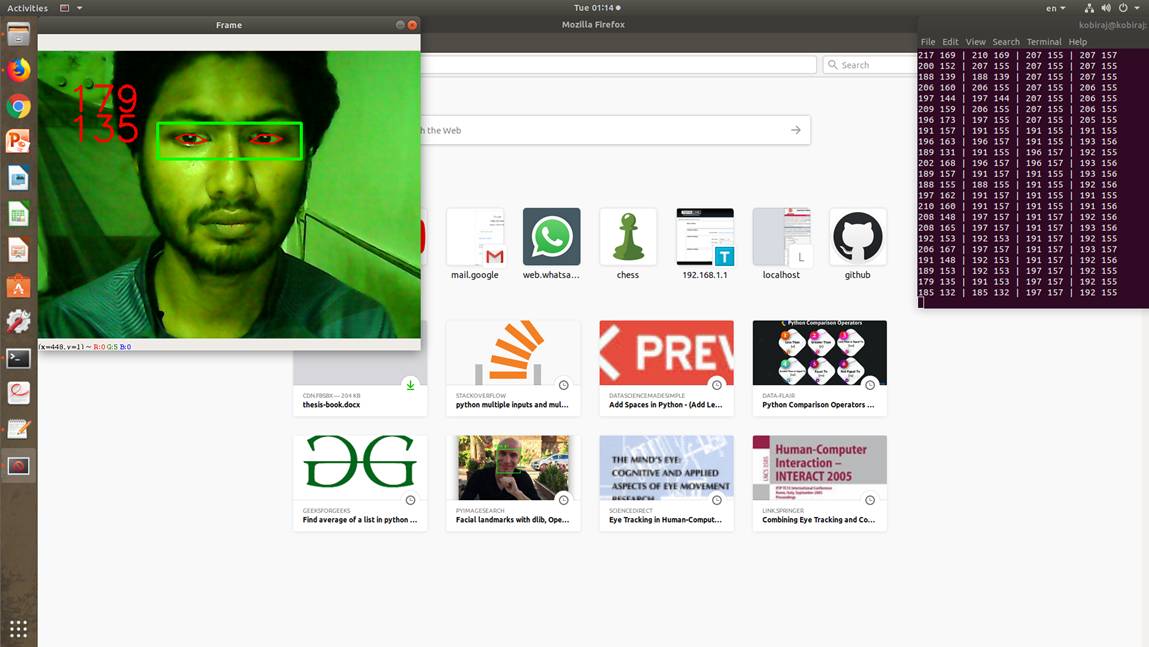 Activities
Tue 01:14
en
Frame
Mozilla Firefox
kobiraj@kobiraj:
179
135
(x=448, y=1) ~ R:0 G:5 B:0
Search
h the Web
mail.google
web.whatsa...
chess
192.168.1.1
T
L
localhost
github
CDN.FBSBX — 204 KB
thesis-book.docx
STACKOVERFLOW
python multiple inputs and mul...
PREV
DATASCIENCEMADESIMPLE
Add Spaces in Python - (Add Le...
Python Comparison Operators
DATA-FLAIR
Python Comparison Operators ...
GEEKSFORGEEKS
Find average of a list in python ...
PYIMAGESEARCH
Facial landmarks with dlib, Ope...
THE MIND'S EYE:
COGNITIVE AND APPLIED
ASPECTS OF EYE MOVEMENT
RESEARCH
SCIENCEDIRECT
Eye Tracking in Human-Comput...
Human-Computer
Interaction –
INTERACT 2005
LINK.SPRINGER
Combining Eye Tracking and Co...
File Edit View Search Terminal Help
217 169 | 210 169 | 207 155 | 207 157
200 152 | 207 155 | 207 155 | 207 155
188 139 | 188 139 | 207 155 | 207 155
206 160 | 206 155 | 207 155 | 206 155
197 144 | 197 144 | 207 155 | 206 155
209 159 | 206 155 | 207 155 | 206 155
196 173 | 197 155 | 207 155 | 205 155
191 157 | 191 155 | 191 155 | 192 155
196 163 | 196 157 | 191 155 | 193 156
189 131 | 191 155 | 196 157 | 192 155
202 168 | 196 157 | 196 157 | 193 156
189 157 | 191 157 | 191 155 | 193 156
188 155 | 188 155 | 191 155 | 192 156
197 162 | 191 155 | 191 155 | 192 155
210 160 | 191 157 | 191 155 | 191 156
208 148 | 197 157 | 191 155 | 192 156
208 165 | 197 157 | 191 155 | 193 156
192 153 | 192 153 | 191 155 | 192 155
206 167 | 197 157 | 191 155 | 193 157
191 148 | 192 153 | 191 155 | 192 156
189 153 | 192 153 | 197 157 | 192 155
179 135 | 191 153 | 197 157 | 192 155
185 132 | 185 132 | 197 157 | 192 155